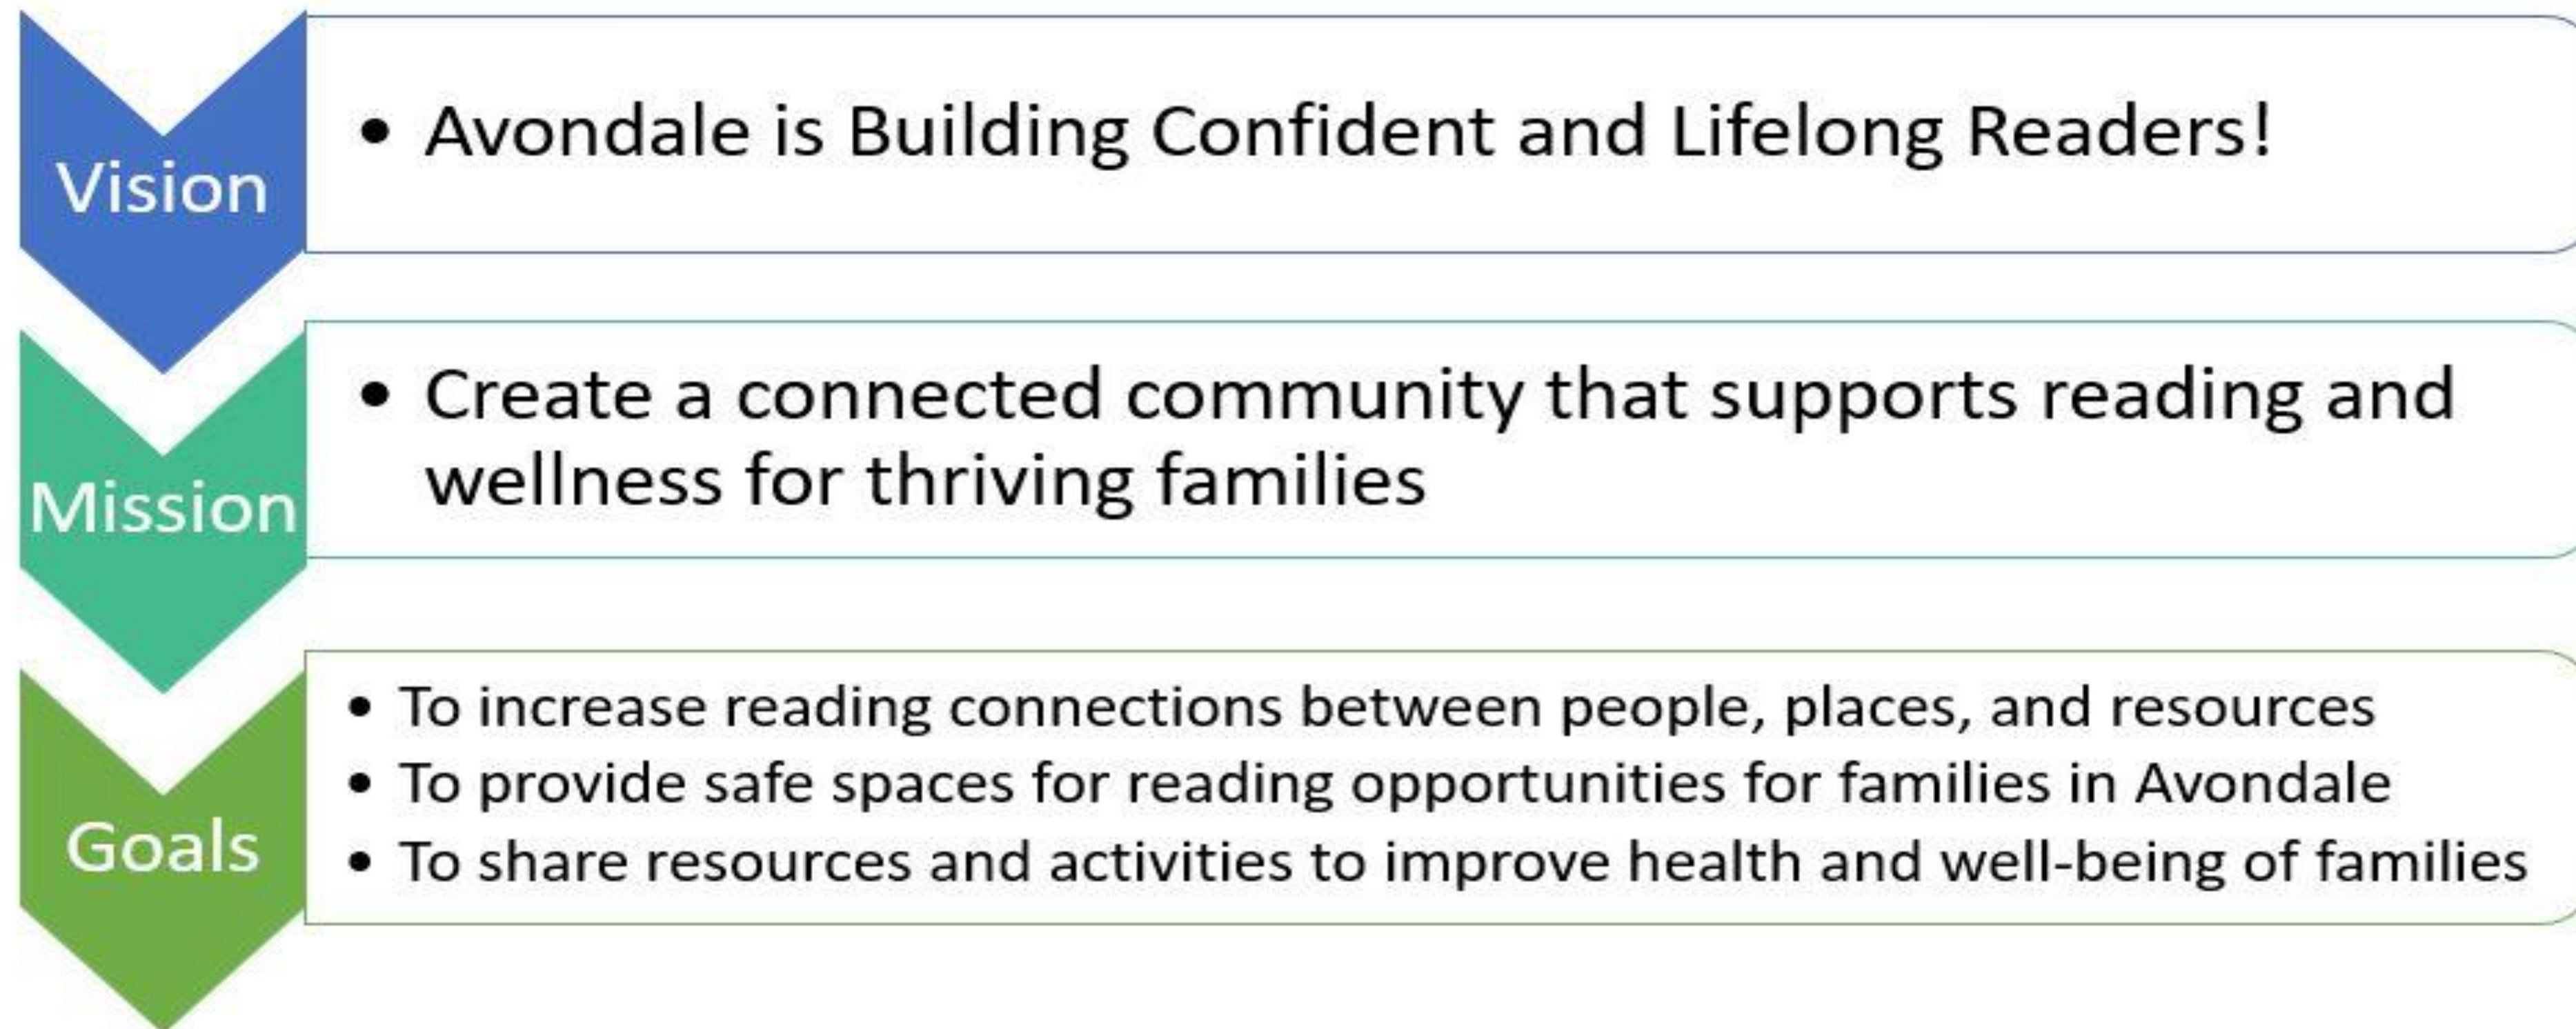 Vision
• Avondale is Building Confident and Lifelong Readers!
Mission
• Create a connected community that supports reading and
wellness for thriving families
Goals
• To increase reading connections between people, places, and resources
• To provide safe spaces for reading opportunities for families in Avondale
• To share resources and activities to improve health and well-being of families